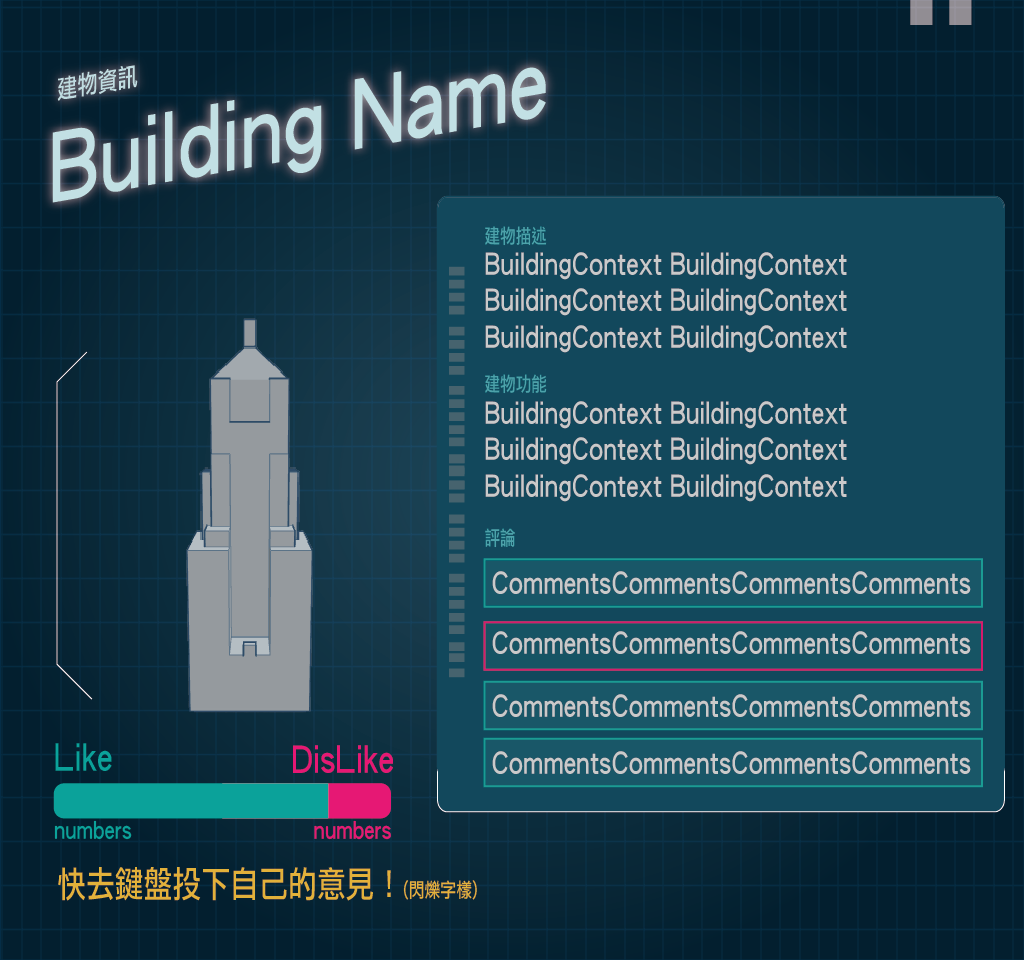 建物資訊
Building Name
建物描述
BuildingContext BuildingContext
BuildingContext BuildingContext
BuildingContext BuildingContext
建物功能
BuildingContext BuildingContext
BuildingContext BuildingContext
BuildingContext BuildingContext
評論
CommentsCommentsCommentsComments
CommentsCommentsCommentsComments
CommentsCommentsCommentsComments
CommentsCommentsCommentsComments
Like DisLike
numbers numbers
快去鍵盤投下自己的意見！(閃爍字樣)